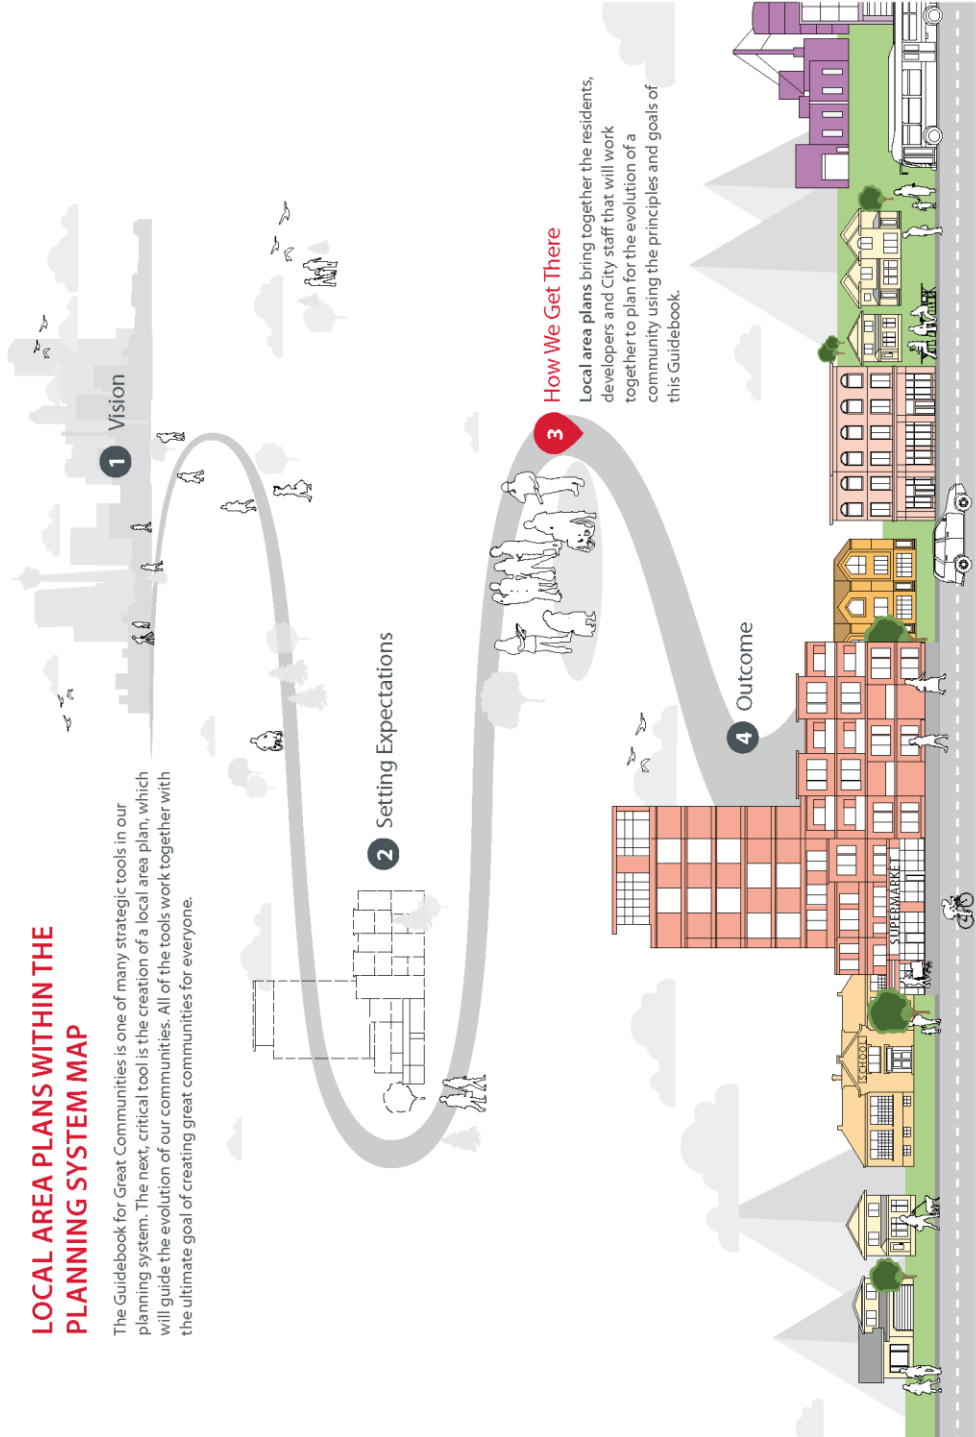 LOCAL AREA PLANS WITHIN THE
PLANNING SYSTEM MAP
The Guidebook for Great Communities is one of many strategic tools in our
planning system. The next, critical tool is the creation of a local area plan, which
will guide the evolution of our communities. All of the tools work together with
the ultimate goal of creating great communities for everyone.
1 Vision
2 Setting Expectations
3 How We Get There
Local area plans bring together the residents,
developers and City staff that will work
together to plan for the evolution of a
community using the principles and goals of
this Guidebook.
4 Outcome
SCHOOL
SUPERMARKET